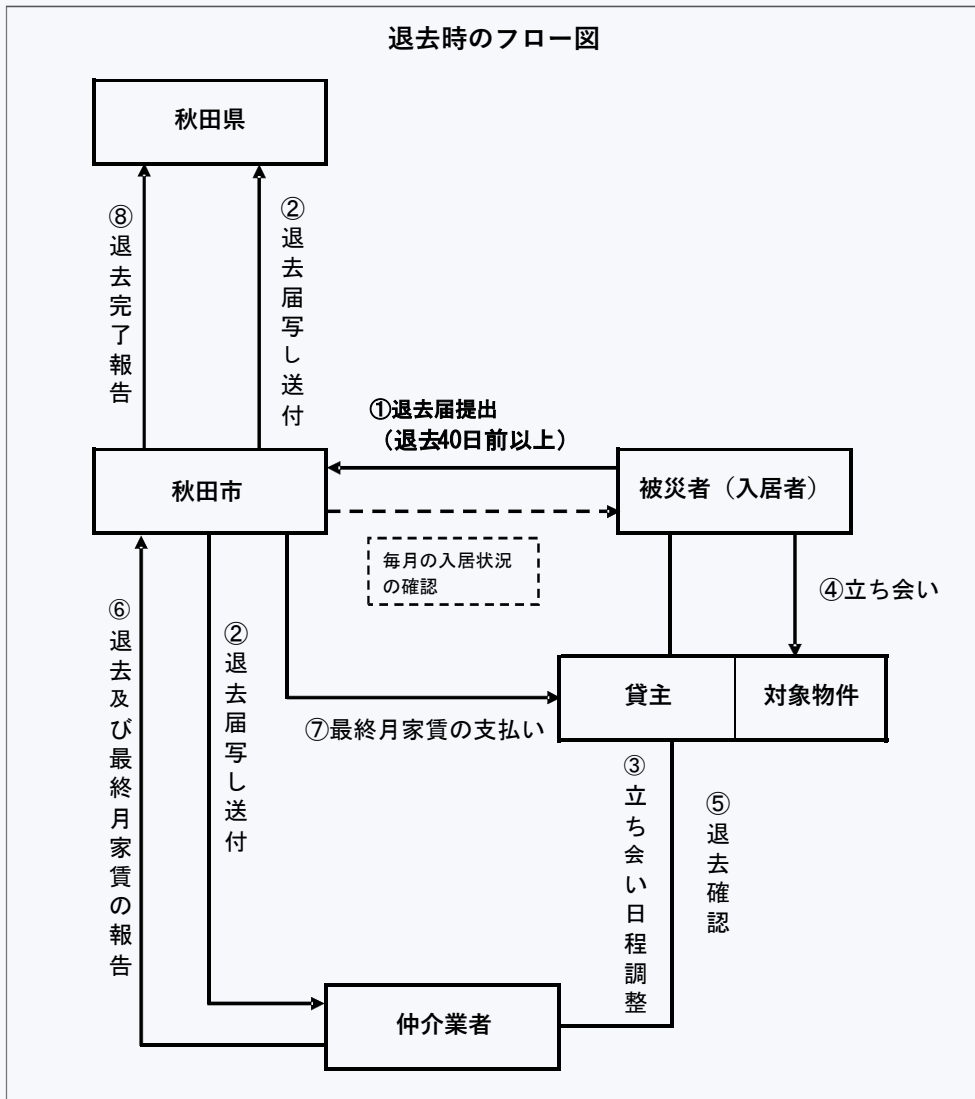 退去時のフロー図
秋田県
⑧退去完了報告
②退去届写し送付
①退去届提出
（退去40日前以上）
秋田市
被災者（入居者）
毎月の入居状況
の確認
④立ち会い
⑥退去及び最終月家賃の報告
②退去届写し送付
貸主
対象物件
⑦最終月家賃の支払い
③立ち会い日程調整
⑤退去確認
仲介業者